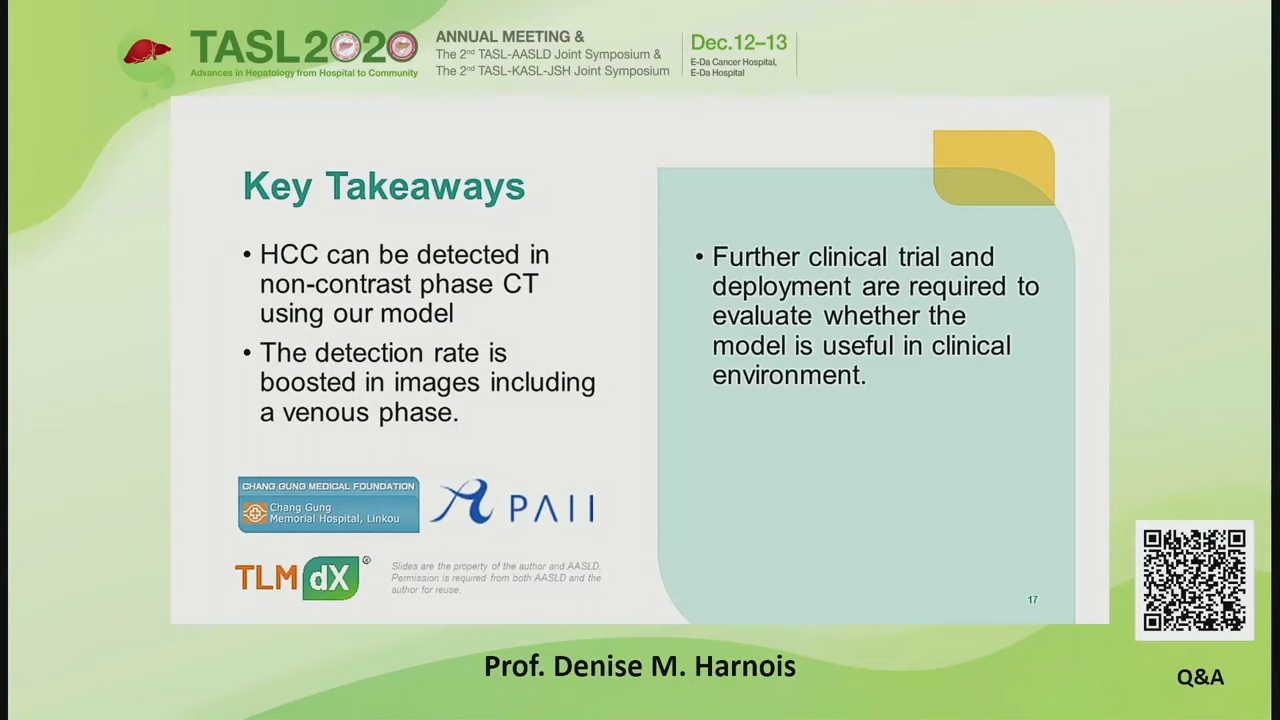 TASL2020
Advances in Hepatology from Hospital to Community
ANNUAL MEETING &
The 2nd TASL-AASLD Joint Symposium &
The 2nd TASL-KASL-JSH Joint Symposium
Dec.12–13
E-Da Cancer Hospital,
E-Da Hospital
Key Takeaways
• HCC can be detected in
non-contrast phase CT
using our model
• The detection rate is
boosted in images including
a venous phase.
• Further clinical trial and
deployment are required to
evaluate whether the
model is useful in clinical
environment.
CHANG GUNG MEDICAL FOUNDATION
Chang Gung
Memorial Hospital, Linkou
PAII
TLM dX®
Slides are the property of the author and AASLD.
Permission is required from both AASLD and the
author for reuse.
17
Prof. Denise M. Harnois
Q&A